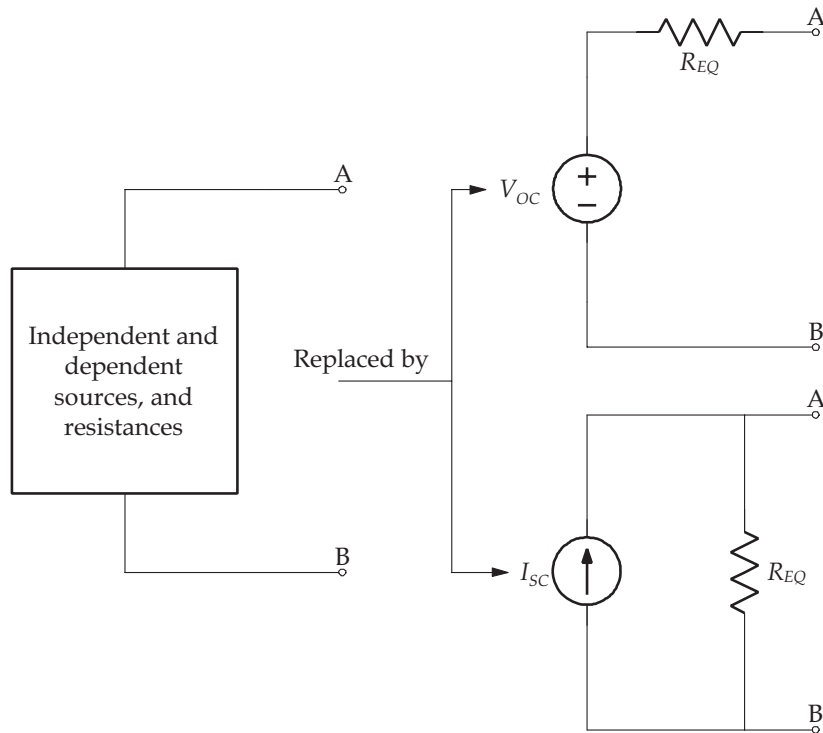 A
R_EQ
A
+
−
V_OC
Independent and
dependent
sources, and
resistances
Replaced by
B
A
B
I_SC
R_EQ
B